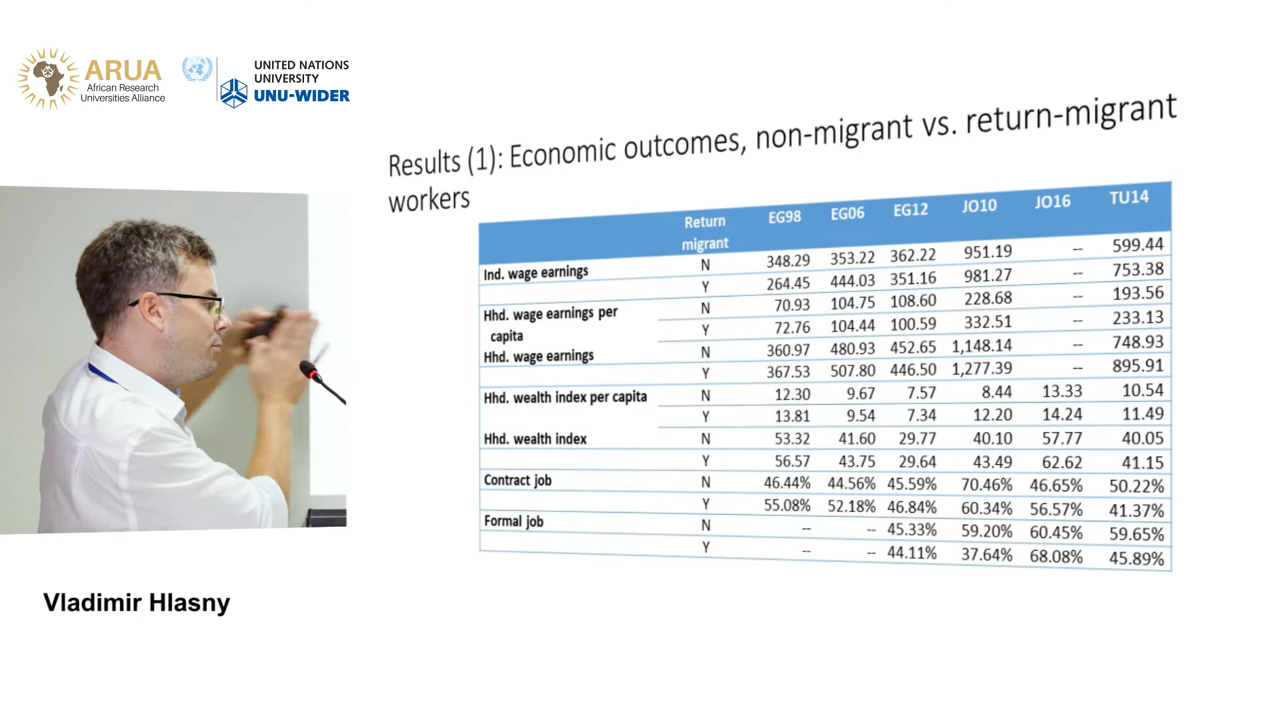 ARUA
African Research
Universities Alliance
UNITED NATIONS
UNIVERSITY
UNU-WIDER
Results (1): Economic outcomes, non-migrant vs. return-migrant
workers
Return migrant EG98 EG06 EG12 JO10 JO16 TU14
Ind. wage earnings N 348.29 353.22 362.22 951.19 -- 599.44
Y 264.45 444.03 351.16 981.27 -- 753.38
Hhd. wage earnings per capita N 70.93 104.75 108.60 228.68 -- 193.56
Y 72.76 104.44 100.59 332.51 -- 233.13
Hhd. wage earnings N 360.97 480.93 452.65 1,148.14 -- 748.93
Y 367.53 507.80 446.50 1,277.39 -- 895.91
Hhd. wealth index per capita N 12.30 9.67 7.57 8.44 13.33 10.54
Y 13.81 9.54 7.34 12.20 14.24 11.49
Hhd. wealth index N 53.32 41.60 29.77 40.10 57.77 40.05
Y 56.57 43.75 29.64 43.49 62.62 41.15
Contract job N 46.44% 44.56% 45.59% 70.46% 46.65% 50.22%
Y 55.08% 52.18% 46.84% 60.34% 56.57% 41.37%
Formal job N -- -- 45.33% 59.20% 60.45% 59.65%
Y -- -- 44.11% 37.64% 68.08% 45.89%
Vladimir Hlasny